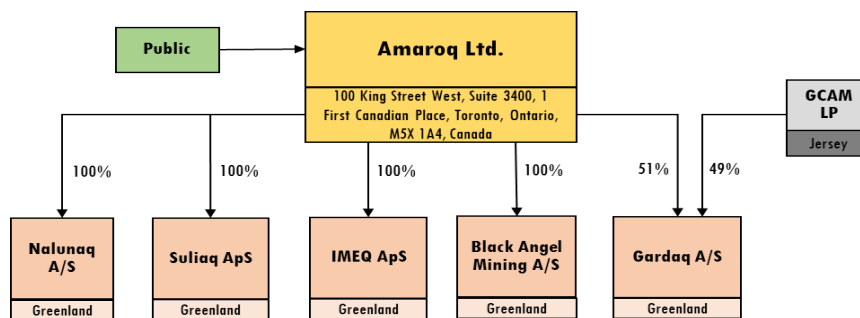 Public
Amaroq Ltd.
100 King Street West, Suite 3400, 1
First Canadian Place, Toronto, Ontario,
M5X 1A4, Canada
GCAM
LP
Jersey
100%
100%
100%
100%
51%
49%
Nalunaq
A/S
Greenland
Suliaq ApS
Greenland
IMEQ ApS
Greenland
Black Angel
Mining A/S
Greenland
Gardaq A/S
Greenland